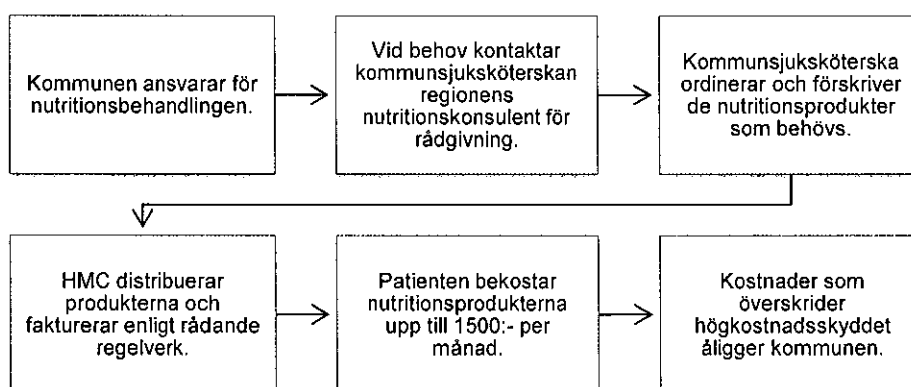 Kommunen ansvarar för
nutritionsbehandlingen.
Vid behov kontaktar
kommunsjuksköterskan
regionens
nutritionskonsulent för
rådgivning.
Kommunsjuksköterska
ordinerar och förskriver
de nutritionsprodukter
som behövs.
HMC distribuerar
produkterna och
fakturerar enligt rådande
regelverk.
Patienten bekostar
nutritionsprodukterna
upp till 1500:- per
månad.
Kostnader som
överskrider
högkostnadsskyddet
åligger kommunen.